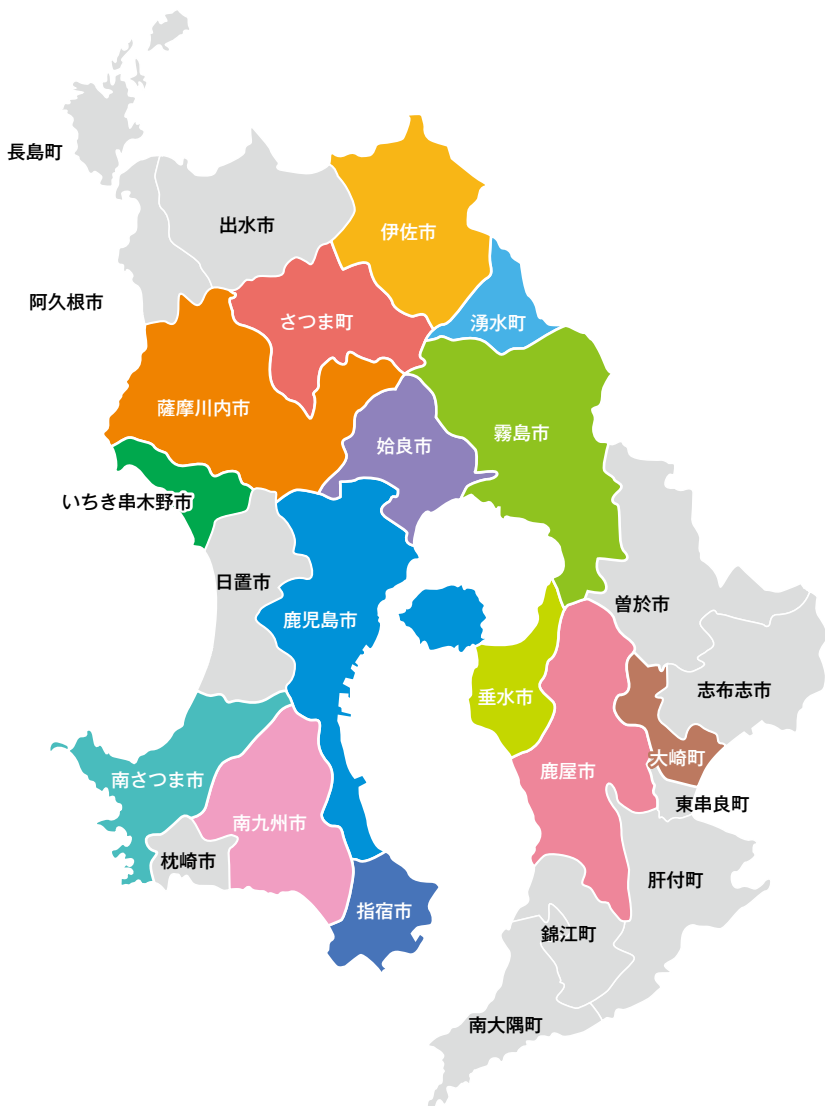 長島町
出水市
伊佐市
阿久根市
さつま町
湧水町
薩摩川内市
姶良市
霧島市
いちき串木野市
日置市
鹿児島市
曽於市
垂水市
志布志市
南さつま市
鹿屋市
大崎町
東串良町
南九州市
枕崎市
肝付町
指宿市
錦江町
南大隅町